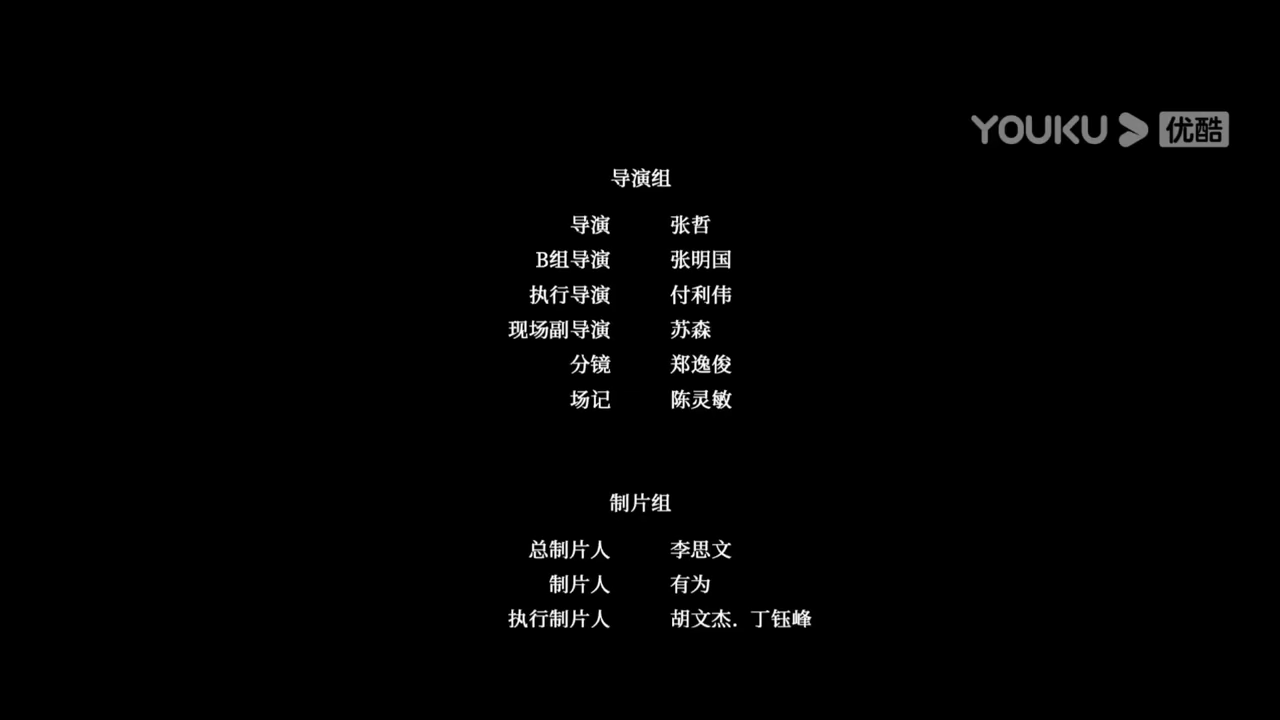 YOUKU 优酷
导演组
导演 张哲
B组导演 张明国
执行导演 付利伟
现场副导演 苏森
分镜 郑逸俊
场记 陈灵敏
制片组
总制片人 李思文
制片人 有为
执行制片人 胡文杰. 丁钰峰